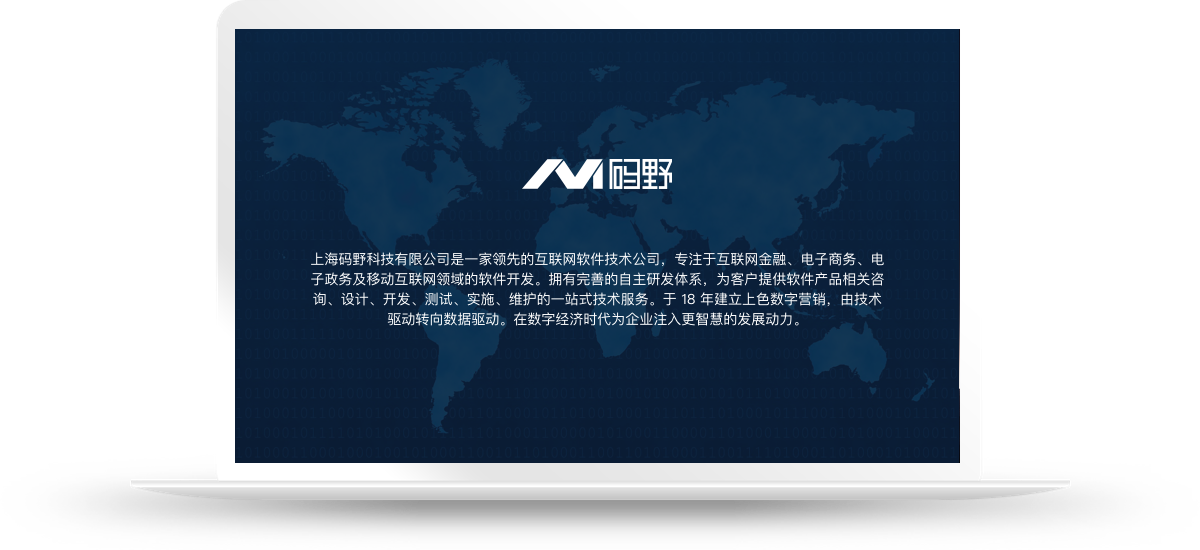 码野
上海码野科技有限公司是一家领先的互联网软件技术公司，专注于互联网金融、电子商务、电
子政务及移动互联网领域的软件开发。拥有完善的自主研发体系，为客户提供软件产品相关咨
询、设计、开发、测试、实施、维护的一站式技术服务。于 18 年建立上色数字营销，由技术
驱动转向数据驱动。在数字经济时代为企业注入更智慧的发展动力。